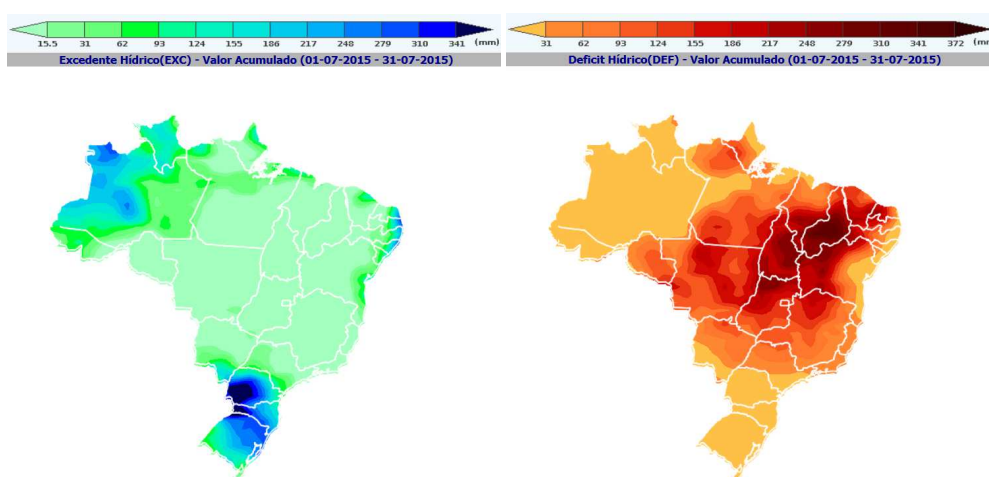 15.5 31 62 93 124 155 186 217 248 279 310 341 (mm)
Excedente Hídrico(EXC) - Valor Acumulado (01-07-2015 - 31-07-2015)
31 62 93 124 155 186 217 248 279 310 341 372 (mm)
Deficit Hídrico(DEF) - Valor Acumulado (01-07-2015 - 31-07-2015)